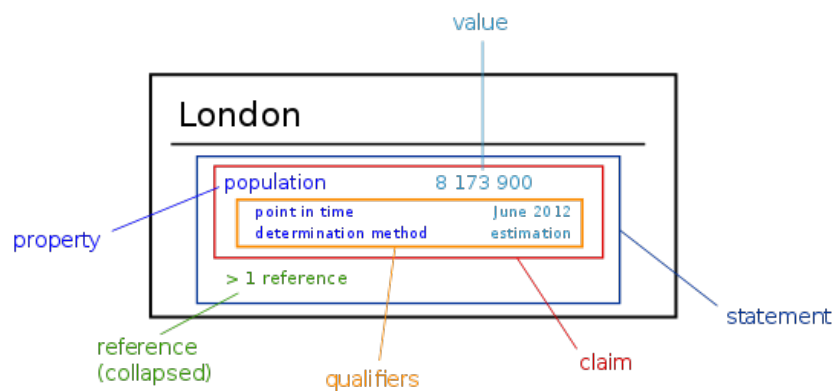 value
London
population 8 173 900
point in time June 2012
determination method estimation
property
> 1 reference
statement
reference
(collapsed)
claim
qualifiers